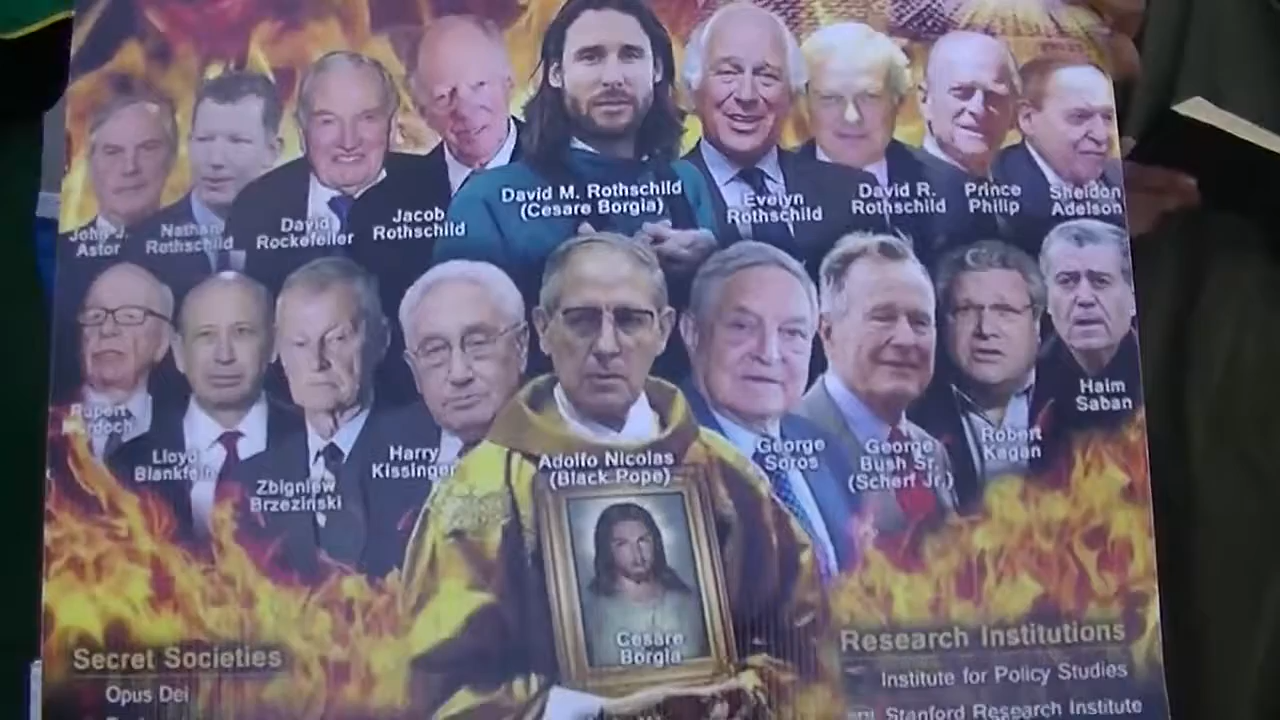 John J.
Astor
Nathan
Rothschild
David
Rockefeller
Jacob
Rothschild
David M. Rothschild
(Cesare Borgia)
Evelyn
Rothschild
David R.
Rothschild
Prince
Philip
Sheldon
Adelson
Rupert
Murdoch
Lloyd
Blankfein
Zbigniew
Brzezinski
Harry
Kissinger
Adolfo Nicolas
(Black Pope)
George
Soros
George
Bush Sr.
(Scherf Jr.)
Robert
Kagan
Haim
Saban
Cesare
Borgia
Secret Societies
Opus Dei
Research Institutions
Institute for Policy Studies
Stanford Research Institute